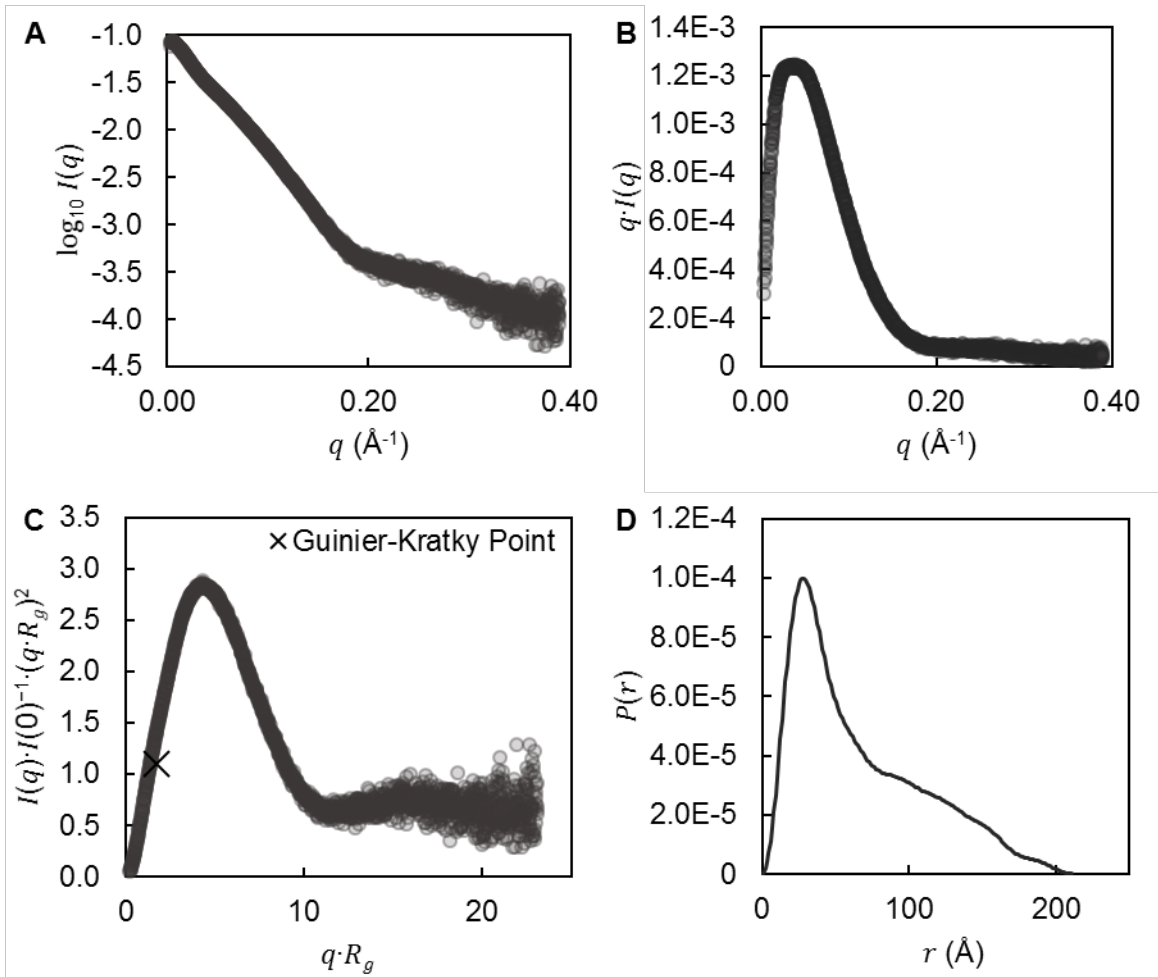 A
-1.0
-1.5
-2.0
-2.5
-3.0
-3.5
-4.0
-4.5
log₁₀ I(q)
0.00 0.20 0.40
q (Å⁻¹)
B
1.4E-3
1.2E-3
1.0E-3
8.0E-4
6.0E-4
4.0E-4
2.0E-4
0
q·I(q)
0.00 0.20 0.40
q (Å⁻¹)
C
3.5
3.0
2.5
2.0
1.5
1.0
0.5
0.0
I(q)·I(0)⁻¹·(q·R_g)²
×Guinier-Kratky Point
0 10 20
q·R_g
D
1.2E-4
1.0E-4
8.0E-5
6.0E-5
4.0E-5
2.0E-5
0
P(r)
0 100 200
r (Å)